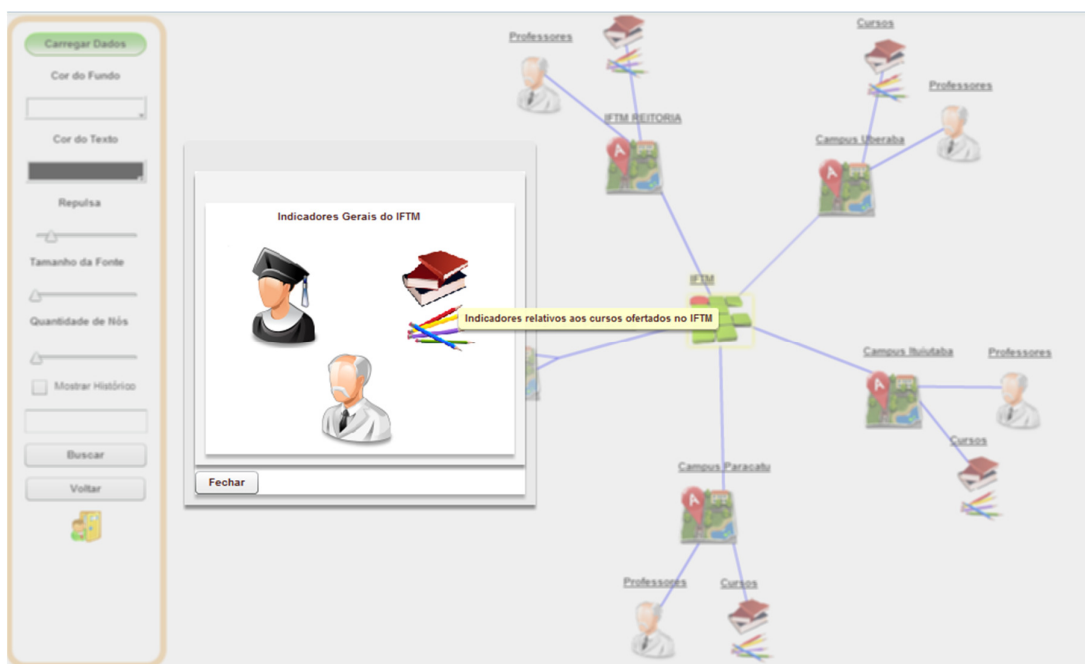 Carregar Dados
Cor do Fundo
Cor do Texto
Repulsa
Tamanho da Fonte
Quantidade de Nós
Mostrar Histórico
Buscar
Voltar
Indicadores Gerais do IFTM
Indicadores relativos aos cursos ofertados no IFTM
Fechar
Professores
IFTM REITORIA
Cursos
Professores
Campus Uberaba
IFTM
Campus Ituiutaba
Professores
Cursos
Campus Paracatu
Professores
Cursos